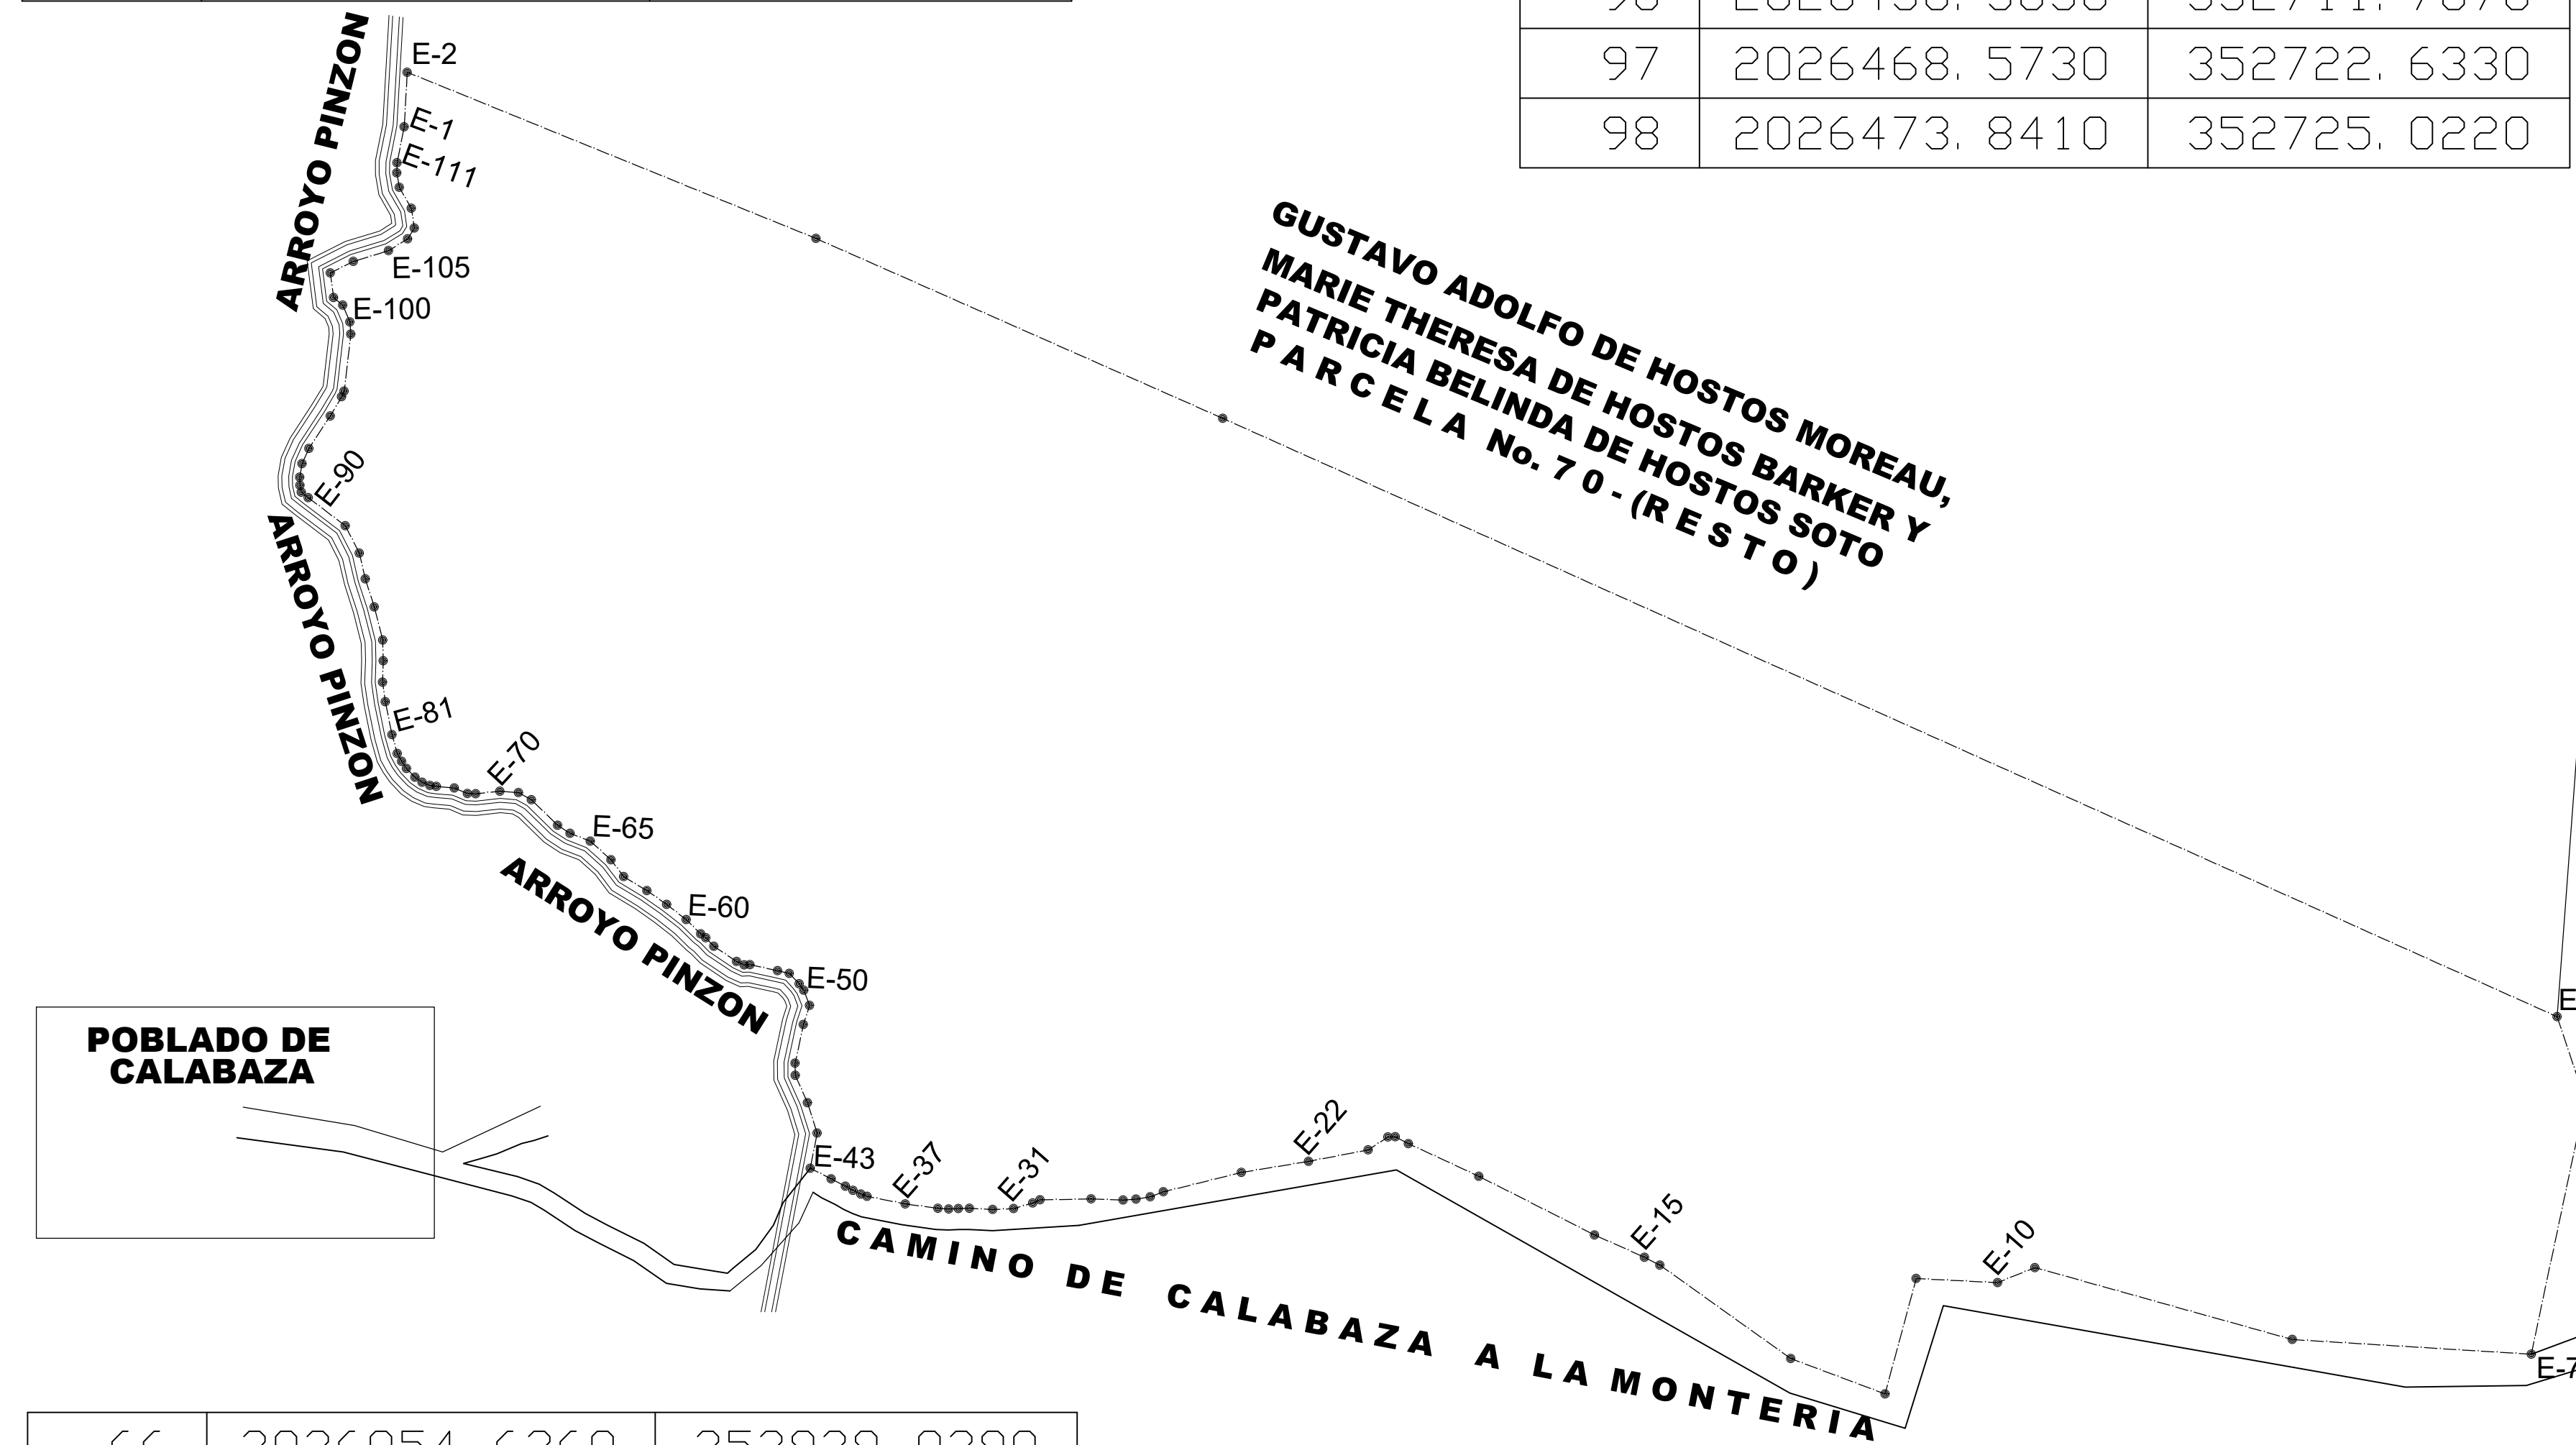 97 2026468. 5730 352722. 6330
98 2026473. 8410 352725. 0220
ARROYO PINZON
E-2
E-1
E-111
E-105
E-100
GUSTAVO ADOLFO DE HOSTOS MOREAU,
MARIE THERESA DE HOSTOS BARKER Y
PATRICIA BELINDA DE HOSTOS SOTO
P A R C E L A No. 7 0 - (R E S T O )
E-90
ARROYO PINZON
E-81
E-70
E-65
E-60
ARROYO PINZON
E-50
POBLADO DE
CALABAZA
E-43
E-37
E-31
E-22
E-15
E-10
E-7
C A M I N O D E C A L A B A Z A A L A M O N T E R I A